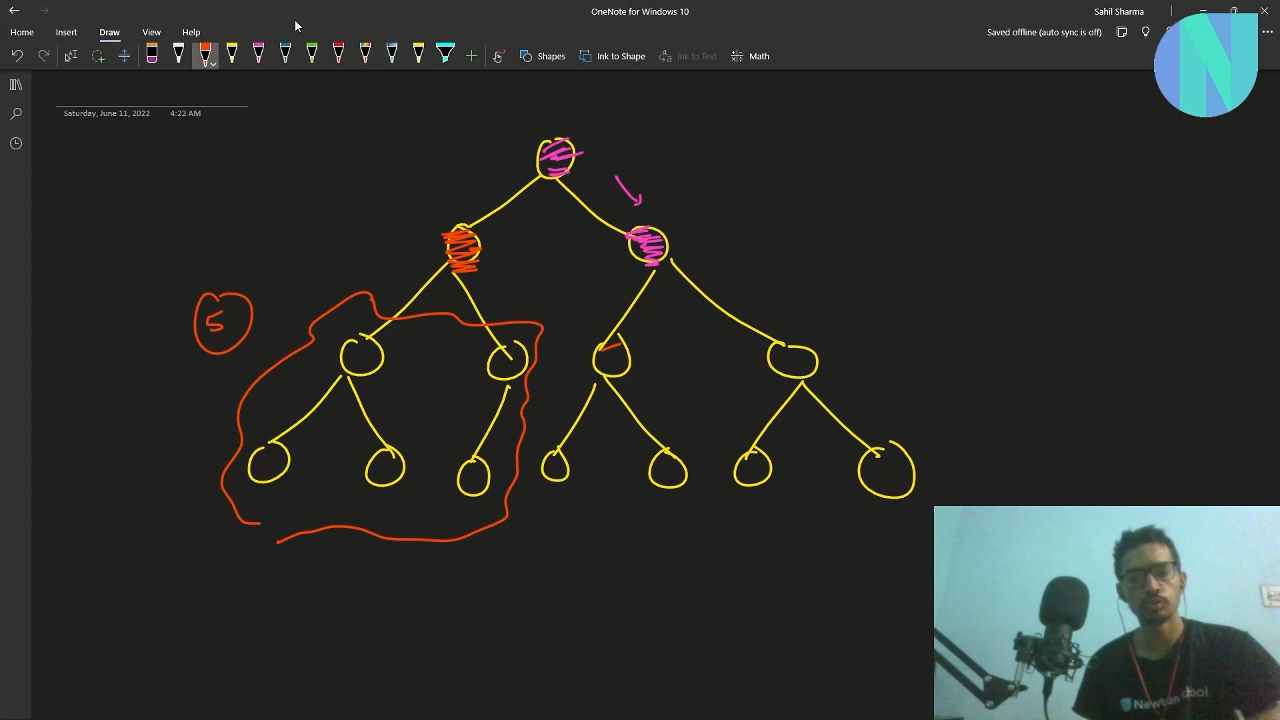 OneNote for Windows 10
Sahil Sharma
Home Insert Draw View Help
Saved offline (auto sync is off)
Shapes Ink to Shape Ink to Text Math
Saturday, June 11, 2022 4:22 AM
5
Newton